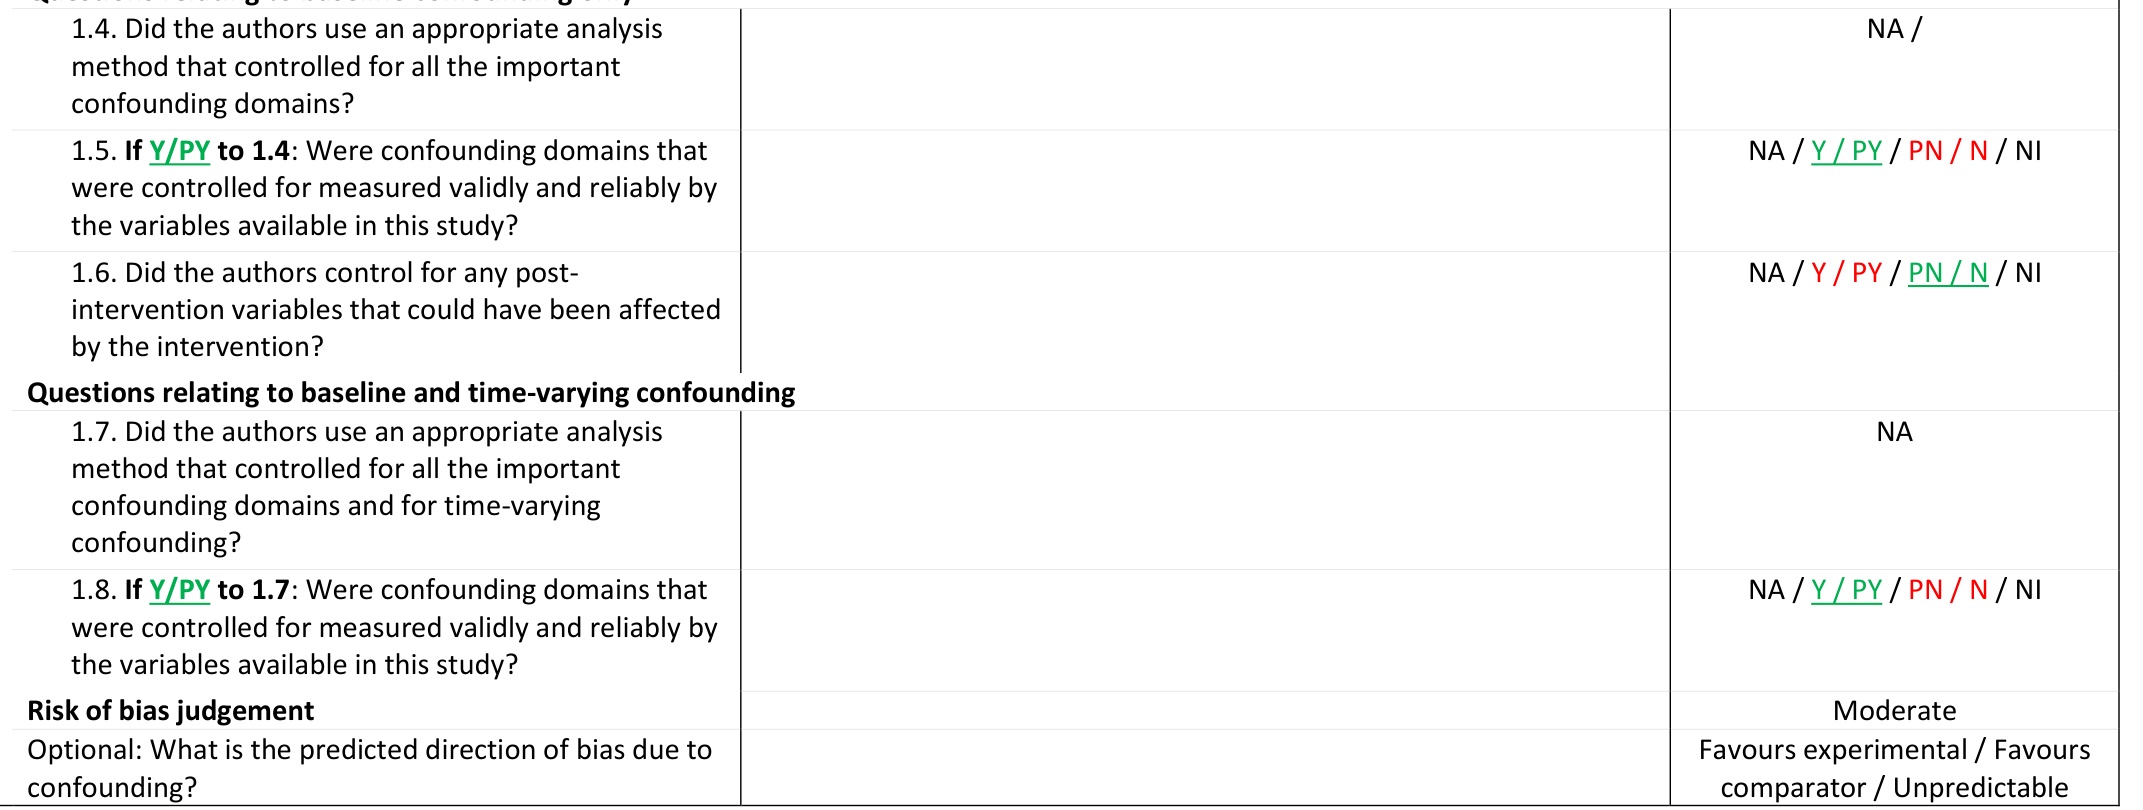 Questions relating to baseline confounding only
1.4. Did the authors use an appropriate analysis
method that controlled for all the important
confounding domains?
NA /
1.5. If Y/PY to 1.4: Were confounding domains that
were controlled for measured validly and reliably by
the variables available in this study?
NA / Y / PY / PN / N / NI
1.6. Did the authors control for any post-
intervention variables that could have been affected
by the intervention?
NA / Y / PY / PN / N / NI
Questions relating to baseline and time-varying confounding
1.7. Did the authors use an appropriate analysis
method that controlled for all the important
confounding domains and for time-varying
confounding?
NA
1.8. If Y/PY to 1.7: Were confounding domains that
were controlled for measured validly and reliably by
the variables available in this study?
NA / Y / PY / PN / N / NI
Risk of bias judgement
Moderate
Optional: What is the predicted direction of bias due to
confounding?
Favours experimental / Favours
comparator / Unpredictable